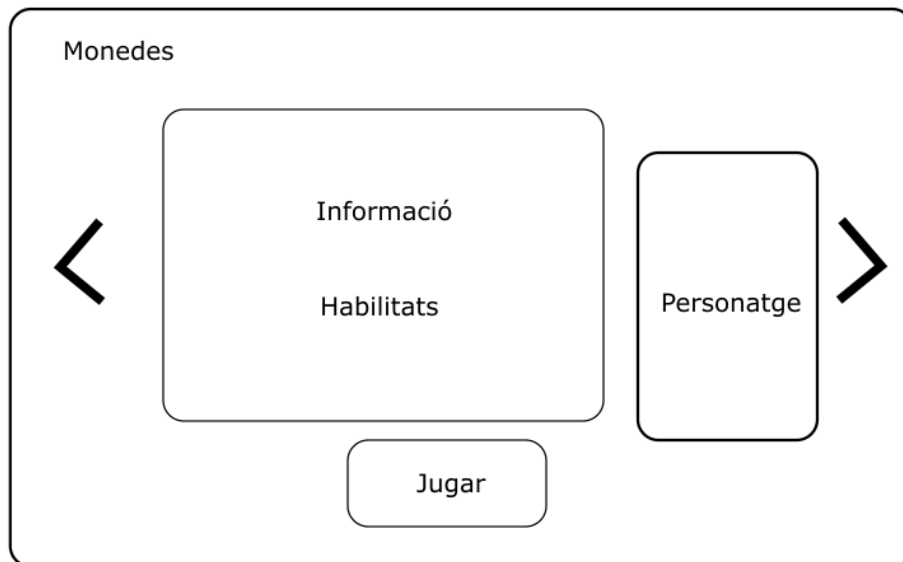 Monedes
Informació
Habilitats
Personatge
Jugar